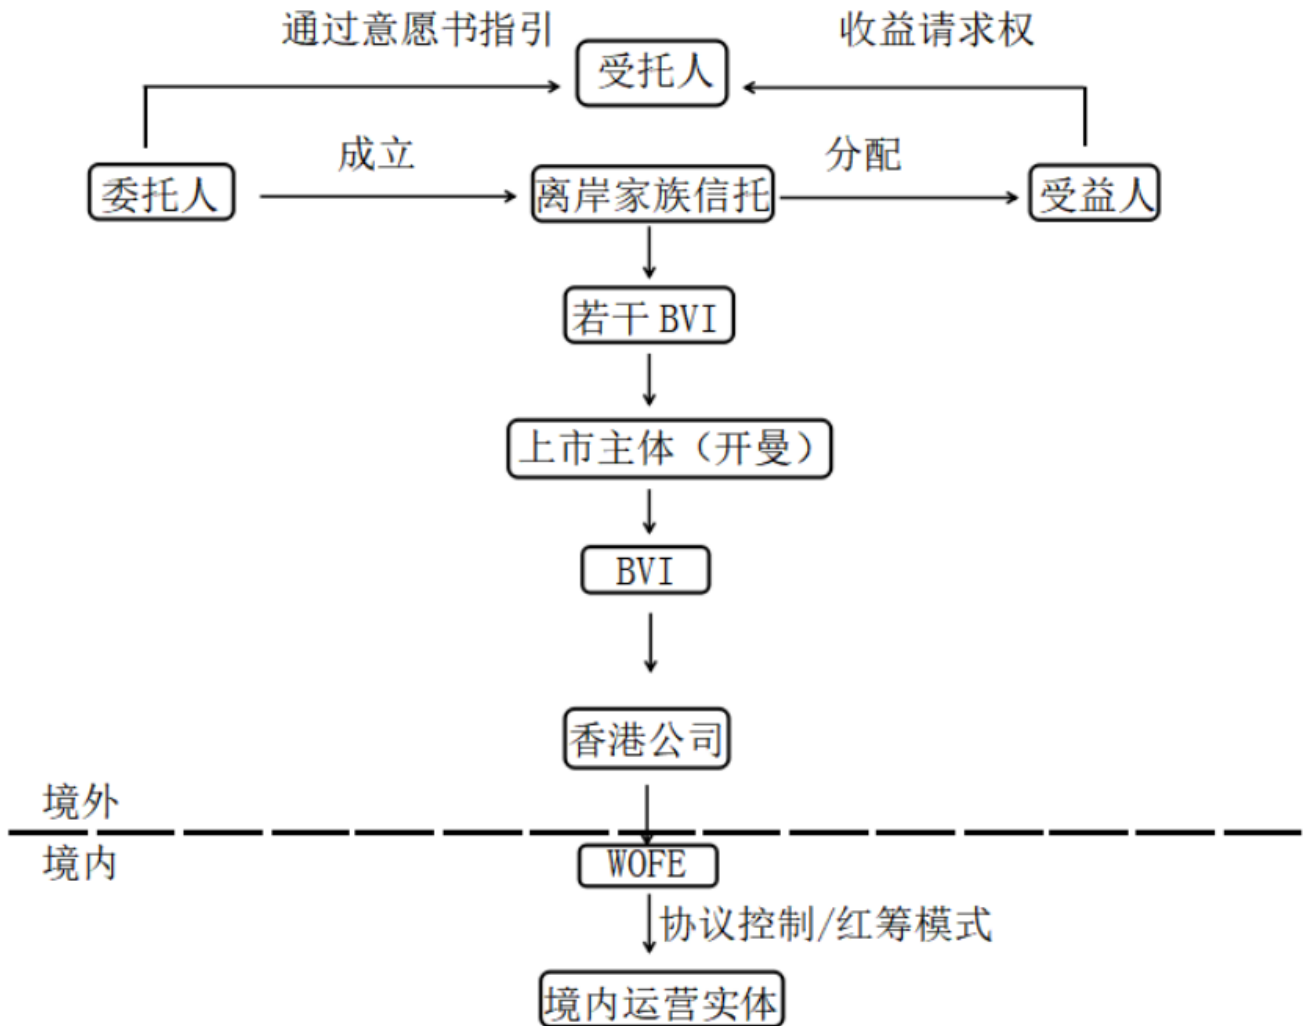 通过意愿书指引
收益请求权
受托人
成立
分配
委托人
离岸家族信托
受益人
若干BVI
上市主体（开曼）
BVI
香港公司
境外
境内
WOFE
协议控制/红筹模式
境内运营实体